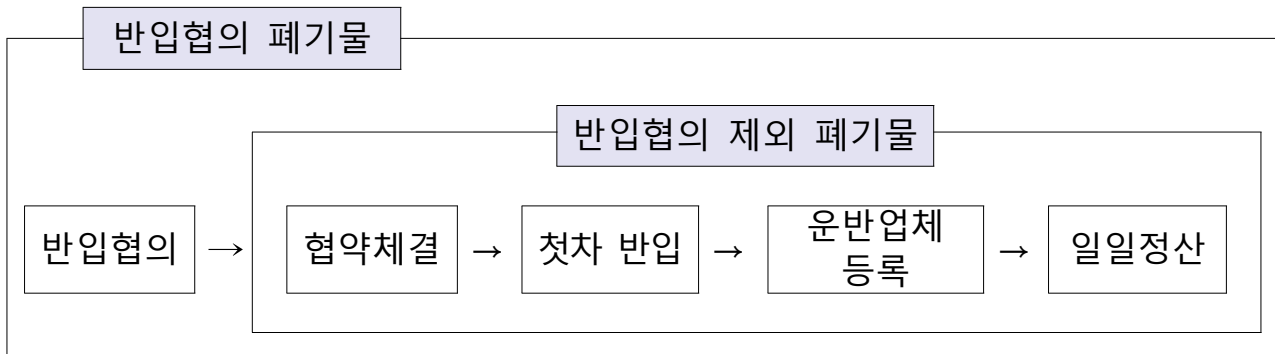 반입협의 폐기물
반입협의 제외 폐기물
반입협의 → 협약체결 → 첫차 반입 → 운반업체 등록 → 일일정산